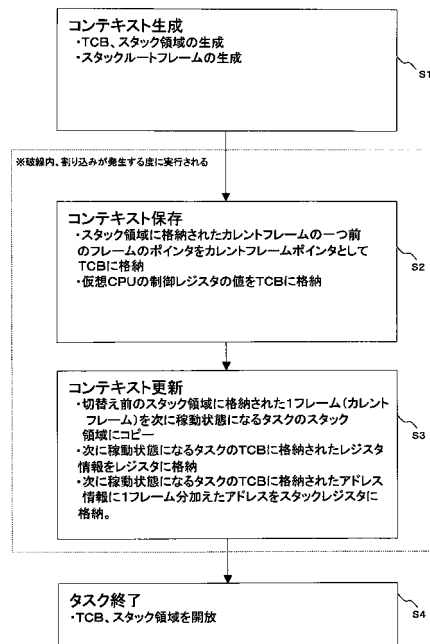 コンテキスト生成
・TCB、スタック領域の生成
・スタックルートフレームの生成
S1
※破線内、割り込みが発生する度に実行される
コンテキスト保存
・スタック領域に格納されたカレントフレームの一つ前
のフレームのポインタをカレントフレームポインタとして
TCBに格納
・仮想CPUの制御レジスタの値をTCBに格納
S2
コンテキスト更新
・切替え前のスタック領域に格納された1フレーム(カレント
フレーム)を次に稼動状態になるタスクのスタック
領域にコピー
・次に稼動状態になるタスクのTCBに格納されたレジスタ
情報をレジスタに格納
・次に稼動状態になるタスクのTCBに格納されたアドレス
情報に1フレーム分加えたアドレスをスタックレジスタに
格納。
S3
タスク終了
・TCB、スタック領域を開放
S4